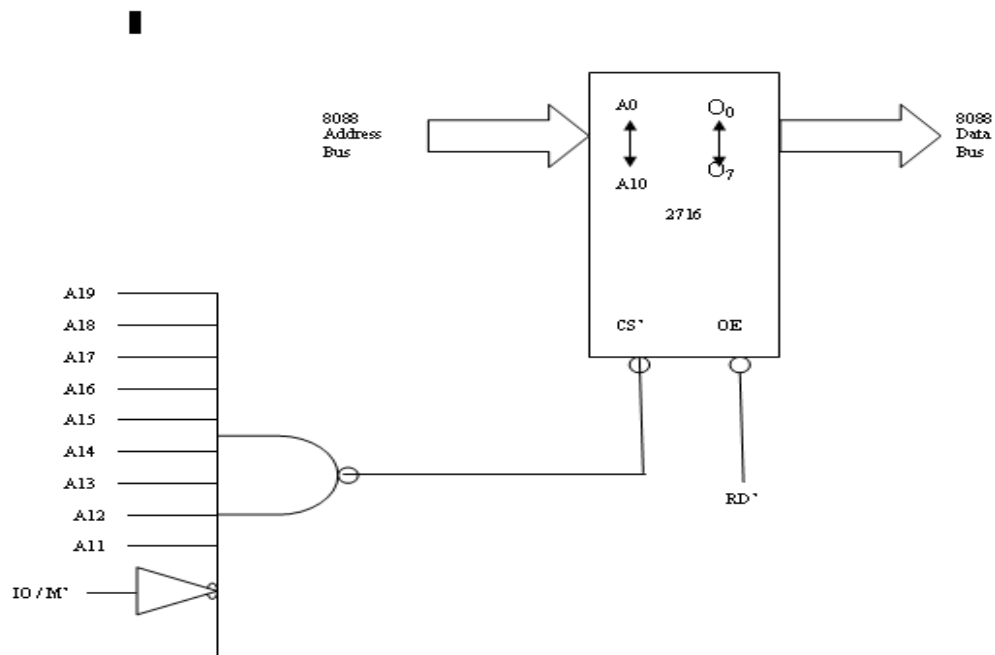 8088
Address
Bus
A0
A10
O0
O7
2716
CS`
OE
8088
Data
Bus
A19
A18
A17
A16
A15
A14
A13
A12
A11
IO / M`
RD`